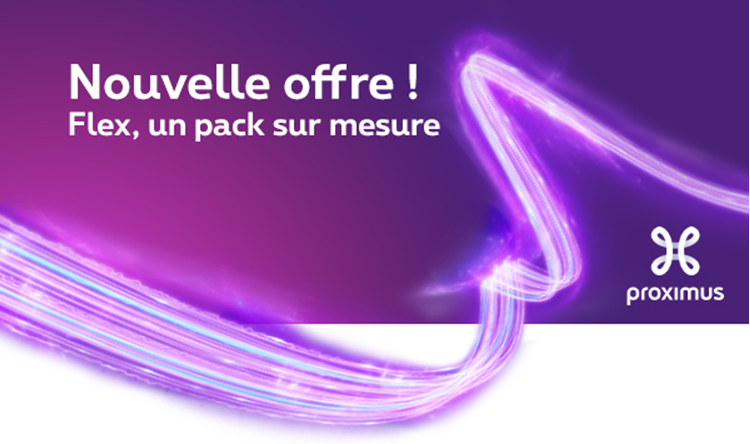 Nouvelle offre !
Flex, un pack sur mesure
proximus